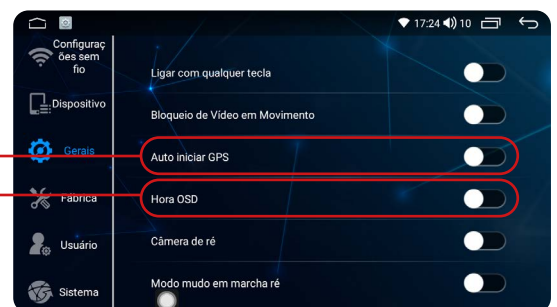 17:24 10
Configuraç
ões sem
fio
Ligar com qualquer tecla
Dispositivo
Bloqueio de Vídeo em Movimento
Gerais
Auto iniciar GPS
Fábrica
Hora OSD
Usuário
Câmera de ré
Sistema
Modo mudo em marcha ré